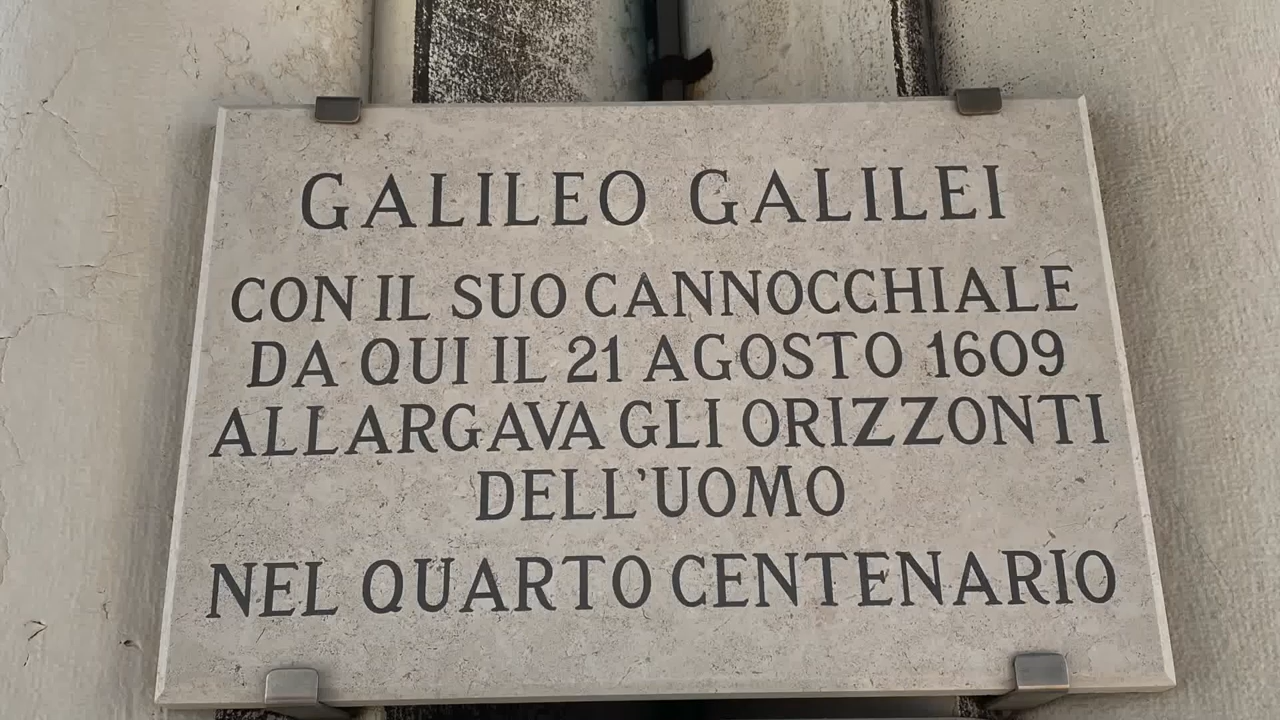 GALILEO GALILEI
CON IL SUO CANNOCCHIALE
DA QUI IL 21 AGOSTO 1609
ALLARGAVA GLI ORIZZONTI
DELL'UOMO
NEL QUARTO CENTENARIO